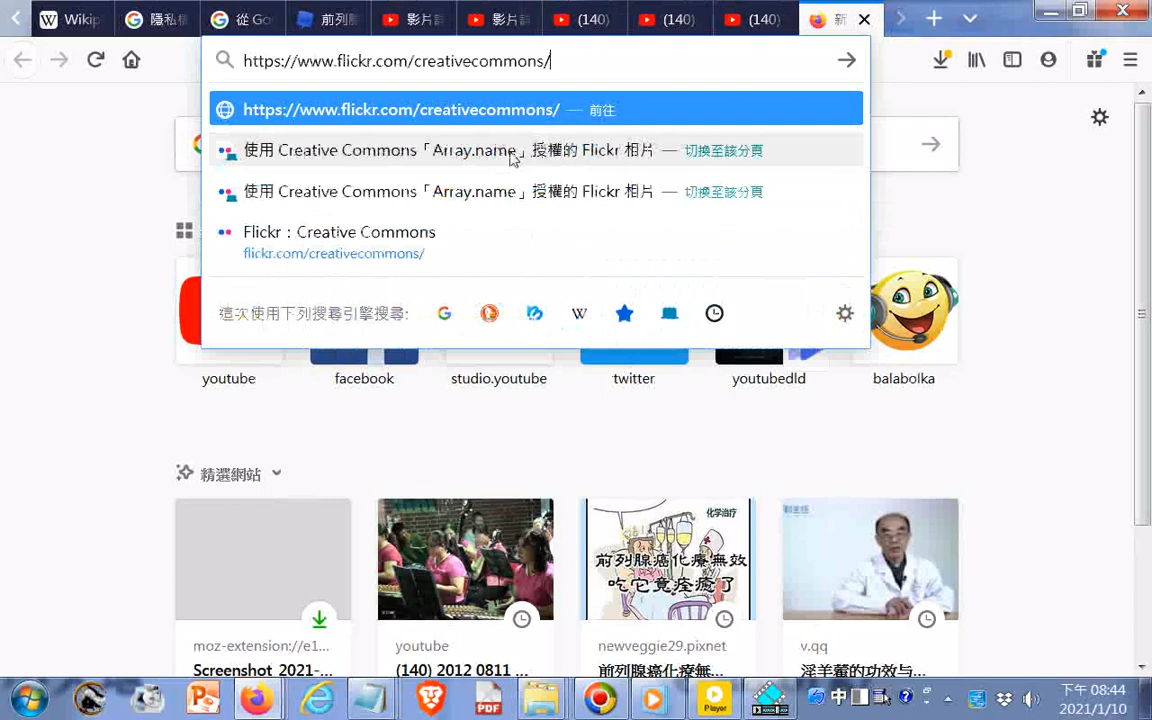 Wikip
隱私權
從 Go
前列腺
影片
影片
(140)
(140)
(140)
新
https://www.flickr.com/creativecommons/
https://www.flickr.com/creativecommons/ — 前往
使用 Creative Commons「Array.name」授權的 Flickr 相片 — 切換至該分頁
使用 Creative Commons「Array.name」授權的 Flickr 相片 — 切換至該分頁
Flickr：Creative Commons
flickr.com/creativecommons/
這次使用下列搜尋引擎搜尋:
youtube
facebook
studio.youtube
twitter
youtubedld
balabolka
精選網站
化学治疗
前列腺癌化療無效
吃它竟痊癒了
moz-extension://e1...
youtube
newveggie29.pixnet
v.qq
Screenshot 2021-...
(140) 2012 0811 ...
前列腺癌化療無...
淫羊藿的功效与...
PDF
Player
中
下午 08:44
2021/1/10